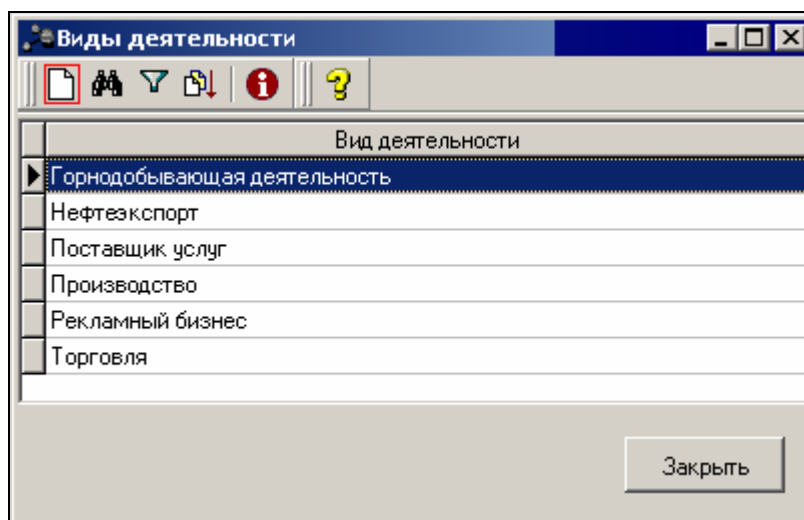 Виды деятельности
Вид деятельности
Горнодобывающая деятельность
Нефтеэкспорт
Поставщик услуг
Производство
Рекламный бизнес
Торговля
Закрыть